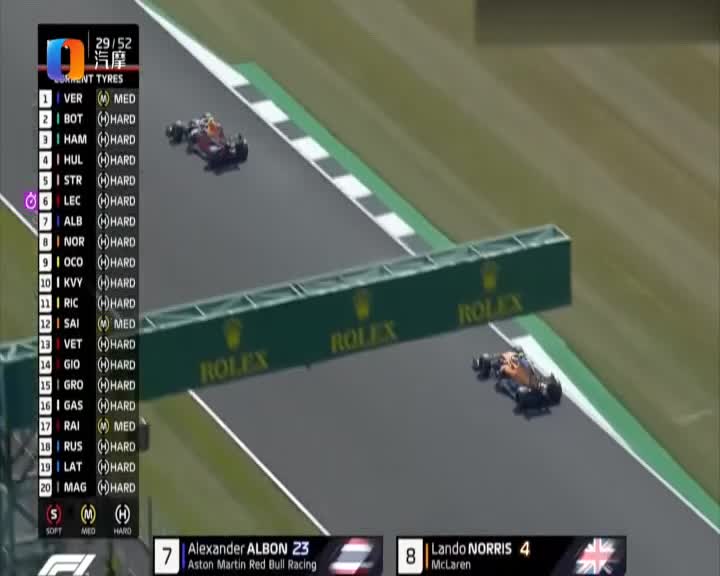 29/52
汽摩
CURRENT TYRES
1 VER M MED
2 BOT H HARD
3 HAM H HARD
4 HUL H HARD
5 STR H HARD
6 LEC H HARD
7 ALB H HARD
8 NOR H HARD
9 OCO H HARD
10 KVY H HARD
11 RIC H HARD
12 SAI M MED
13 VET H HARD
14 GIO H HARD
15 GRO H HARD
16 GAS H HARD
17 RAI M MED
18 RUS H HARD
19 LAT H HARD
20 MAG H HARD
S M H
SOFT MED HARD
F1
ROLEX ROLEX ROLEX
7 Alexander ALBON 23
Aston Martin Red Bull Racing
8 Lando NORRIS 4
McLaren